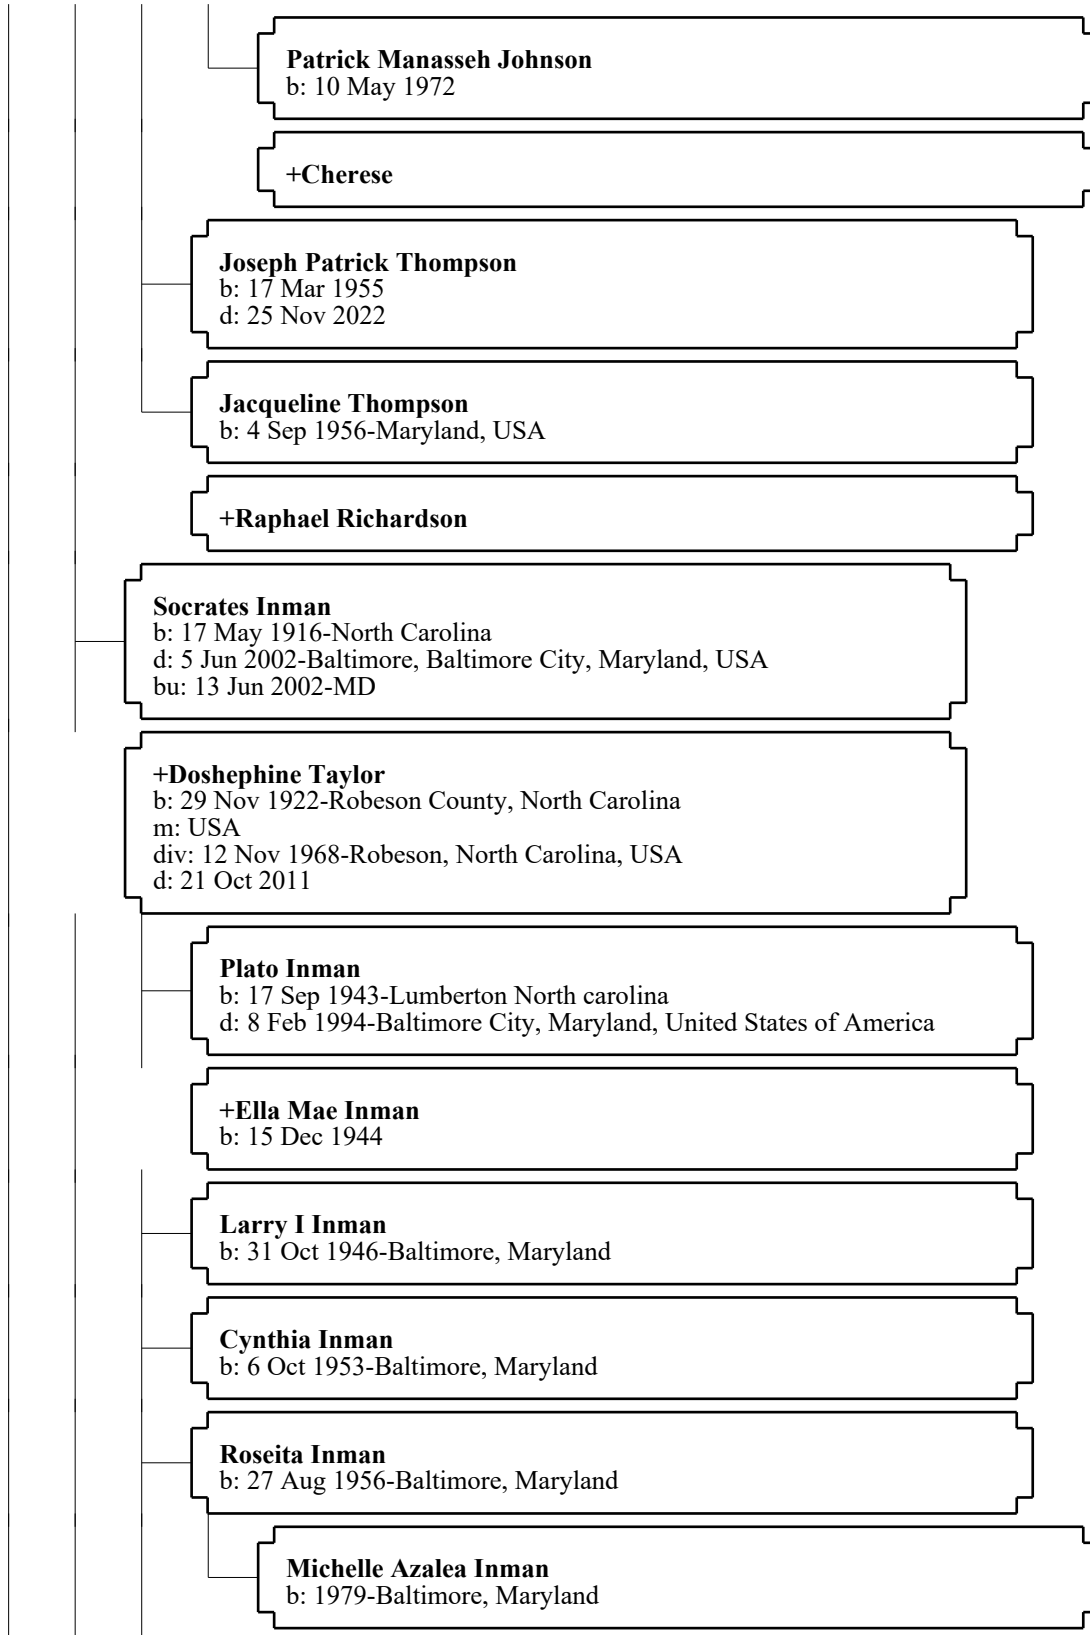 Patrick Manasseh Johnson
b: 10 May 1972
+Cherese
Joseph Patrick Thompson
b: 17 Mar 1955
d: 25 Nov 2022
Jacqueline Thompson
b: 4 Sep 1956-Maryland, USA
+Raphael Richardson
Socrates Inman
b: 17 May 1916-North Carolina
d: 5 Jun 2002-Baltimore, Baltimore City, Maryland, USA
bu: 13 Jun 2002-MD
+Doshephine Taylor
b: 29 Nov 1922-Robeson County, North Carolina
m: USA
div: 12 Nov 1968-Robeson, North Carolina, USA
d: 21 Oct 2011
Plato Inman
b: 17 Sep 1943-Lumberton North carolina
d: 8 Feb 1994-Baltimore City, Maryland, United States of America
+Ella Mae Inman
b: 15 Dec 1944
Larry I Inman
b: 31 Oct 1946-Baltimore, Maryland
Cynthia Inman
b: 6 Oct 1953-Baltimore, Maryland
Roseita Inman
b: 27 Aug 1956-Baltimore, Maryland
Michelle Azalea Inman
b: 1979-Baltimore, Maryland